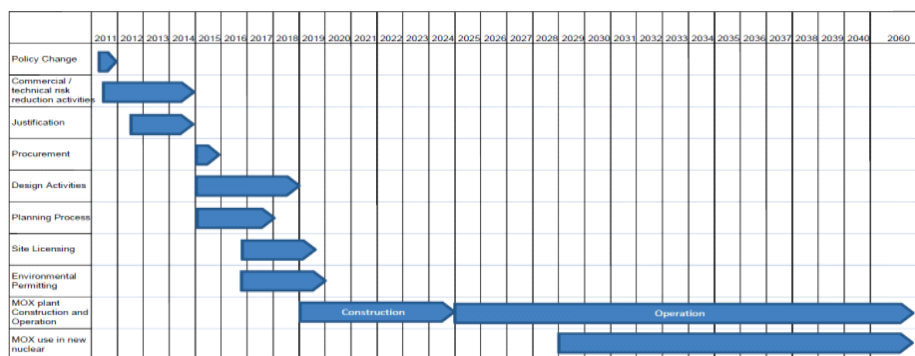 2011 2012 2013 2014 2015 2016 2017 2018 2019 2020 2021 2022 2023 2024 2025 2026 2027 2028 2029 2030 2031 2032 2033 2034 2035 2036 2037 2038 2039 2040 2060
Policy Change
Commercial /
technical risk
reduction activities
Justification
Procurement
Design Activities
Planning Process
Site Licensing
Environmental
Permitting
MOX plant
Construction and
Operation
Construction
Operation
MOX use in new
nuclear